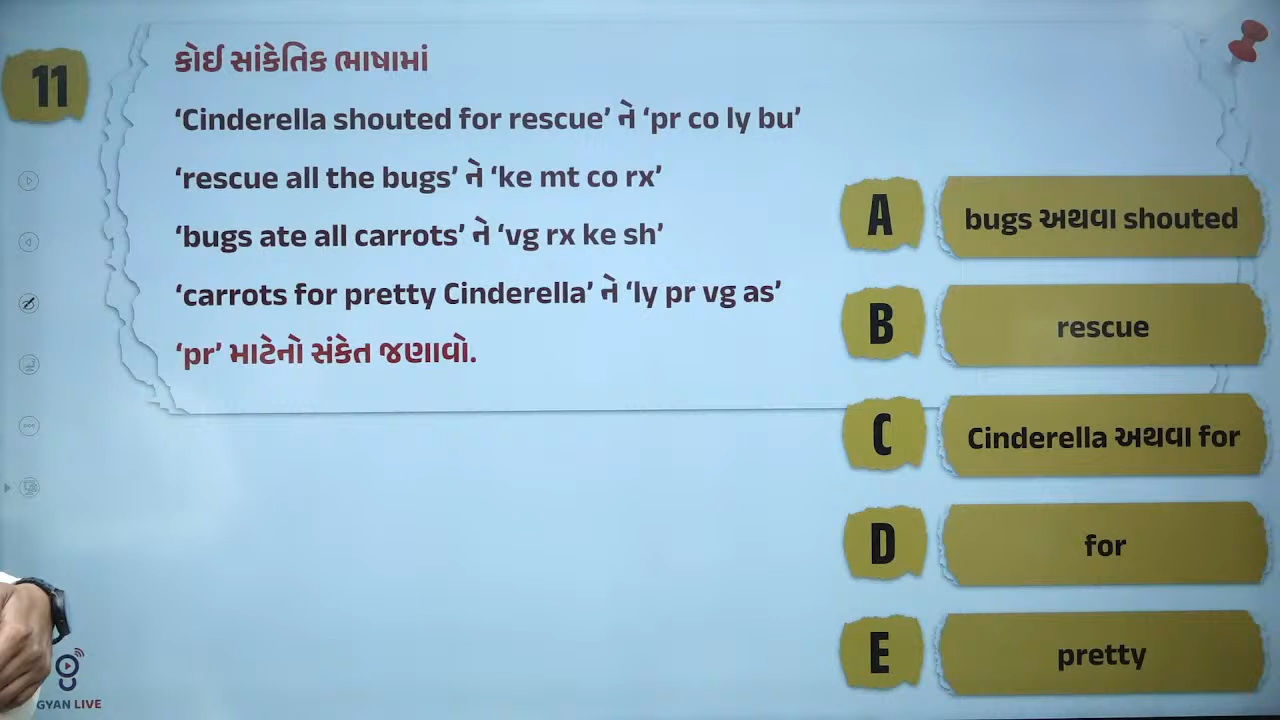 11
કોઈ સાંકેતિક ભાષામાં
‘Cinderella shouted for rescue’ ને ‘pr co ly bu’
‘rescue all the bugs’ ને ‘ke mt co rx’
‘bugs ate all carrots’ ને ‘vg rx ke sh’
‘carrots for pretty Cinderella’ ને ‘ly pr vg as’
‘pr’ માટેનો સંકેત જણાવો.
A bugs અથવા shouted
B rescue
C Cinderella અથવા for
D for
E pretty
GYAN LIVE